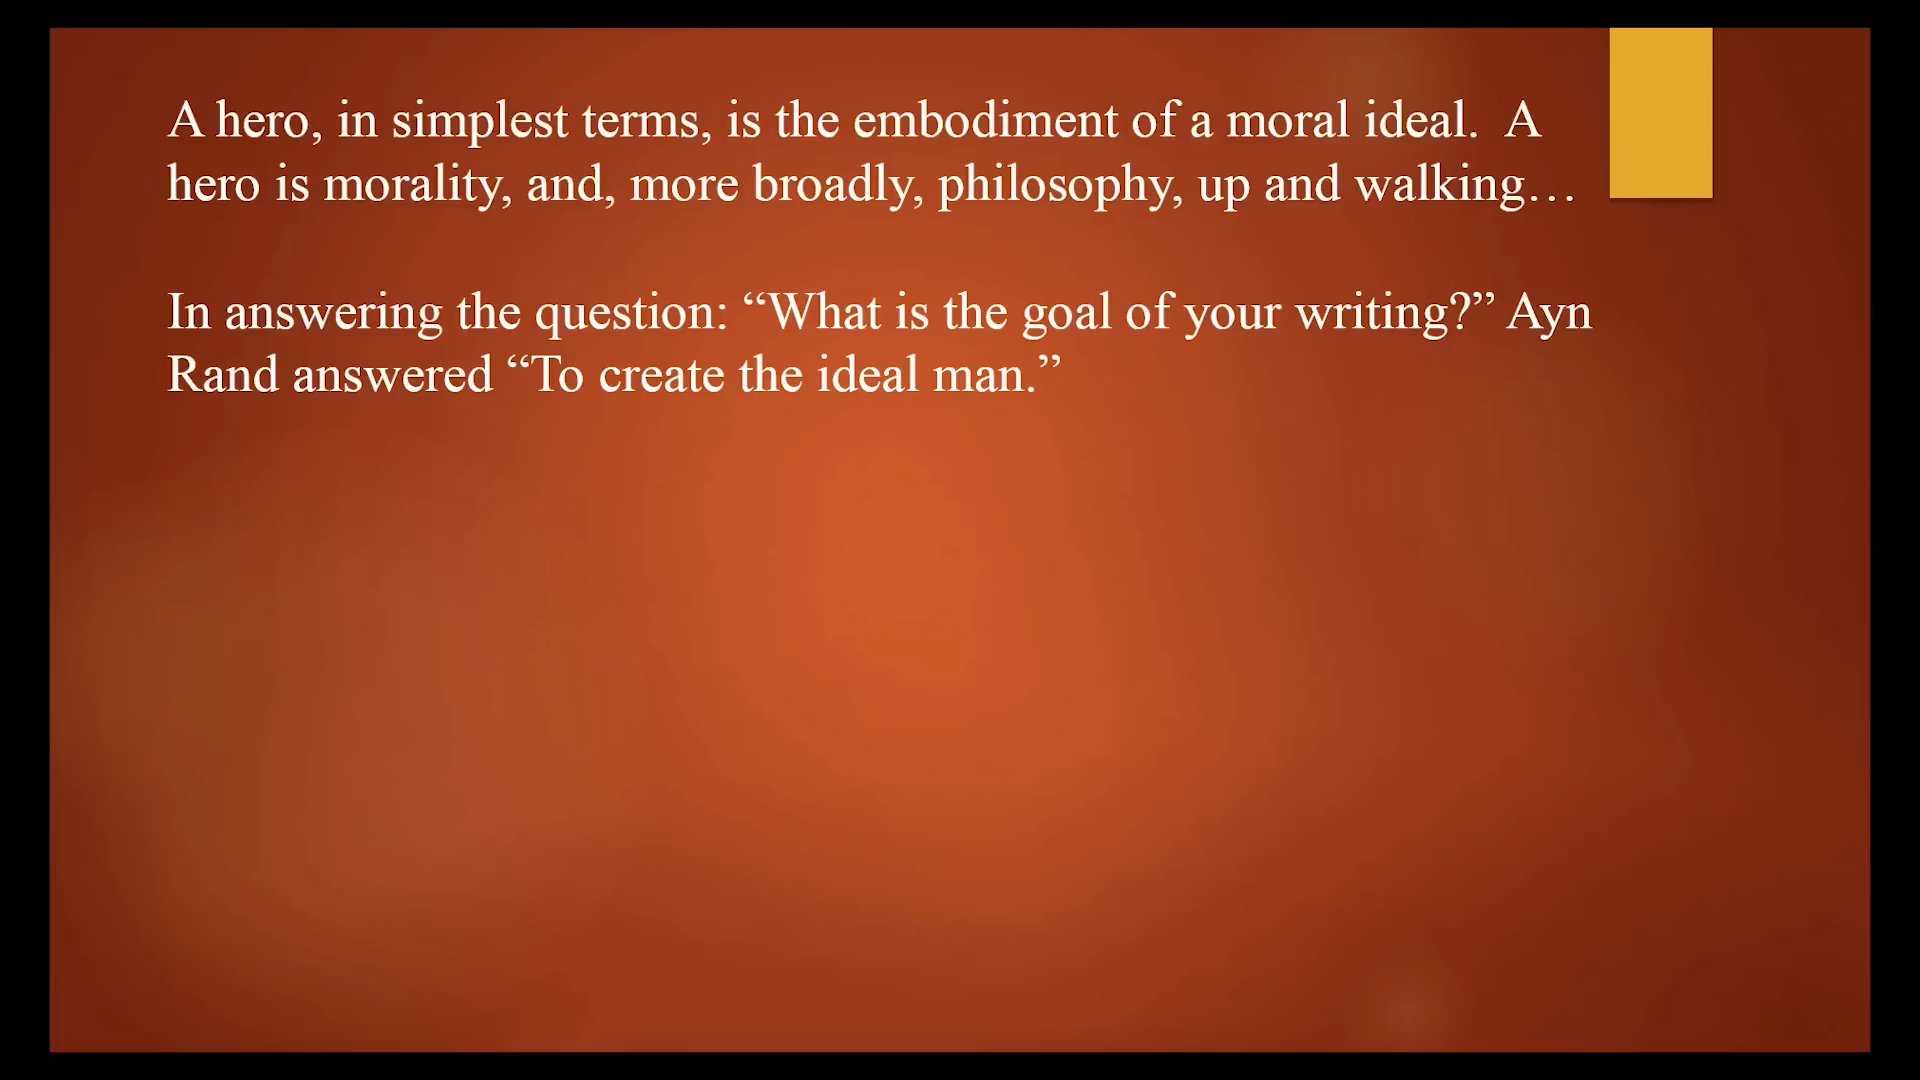 A hero, in simplest terms, is the embodiment of a moral ideal.  A
hero is morality, and, more broadly, philosophy, up and walking…
In answering the question: “What is the goal of your writing?” Ayn
Rand answered “To create the ideal man.”